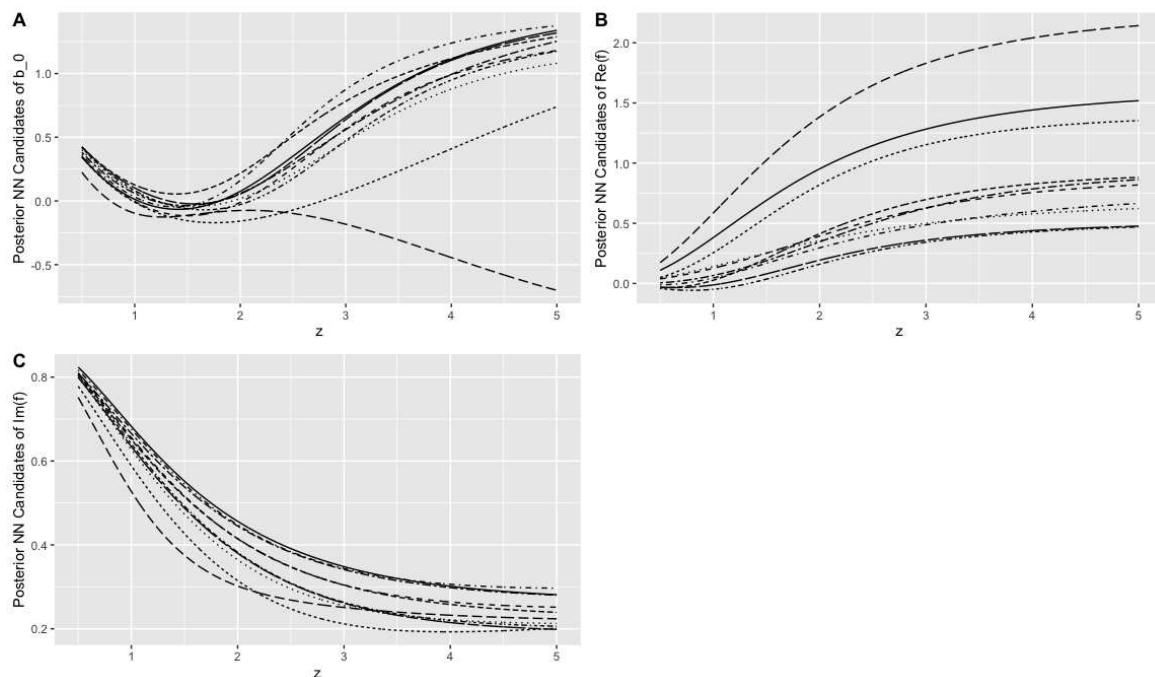 A
Posterior NN Candidates of b_0
1.0
0.5
0.0
-0.5
1 2 3 4 5
z
B
Posterior NN Candidates of Re(f)
2.0
1.5
1.0
0.5
0.0
1 2 3 4 5
z
C
Posterior NN Candidates of Im(f)
0.8
0.6
0.4
0.2
1 2 3 4 5
z